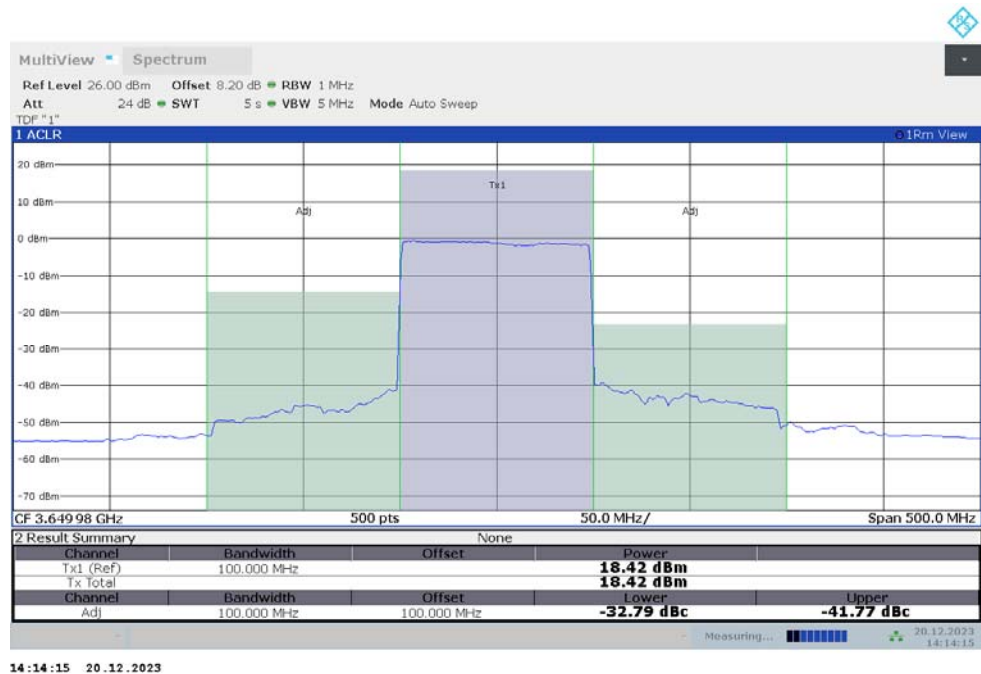 R S
MultiView Spectrum
Ref Level 26.00 dBm Offset 8.20 dB RBW 1 MHz
Att 24 dB SWT 5 s VBW 5 MHz Mode Auto Sweep
TDF "1"
1 ACLR 1Rm View
20 dBm
Tx1
10 dBm
Adj Adj
0 dBm
-10 dBm
-20 dBm
-30 dBm
-40 dBm
-50 dBm
-60 dBm
-70 dBm
CF 3.649 98 GHz 500 pts 50.0 MHz/ Span 500.0 MHz
2 Result Summary None
Channel Bandwidth Offset Power
Tx1 (Ref) 100.000 MHz 18.42 dBm
Tx Total 18.42 dBm
Channel Bandwidth Offset Lower Upper
Adj 100.000 MHz 100.000 MHz -32.79 dBc -41.77 dBc
Measuring... 20.12.2023
14:14:15
14:14:15 20.12.2023